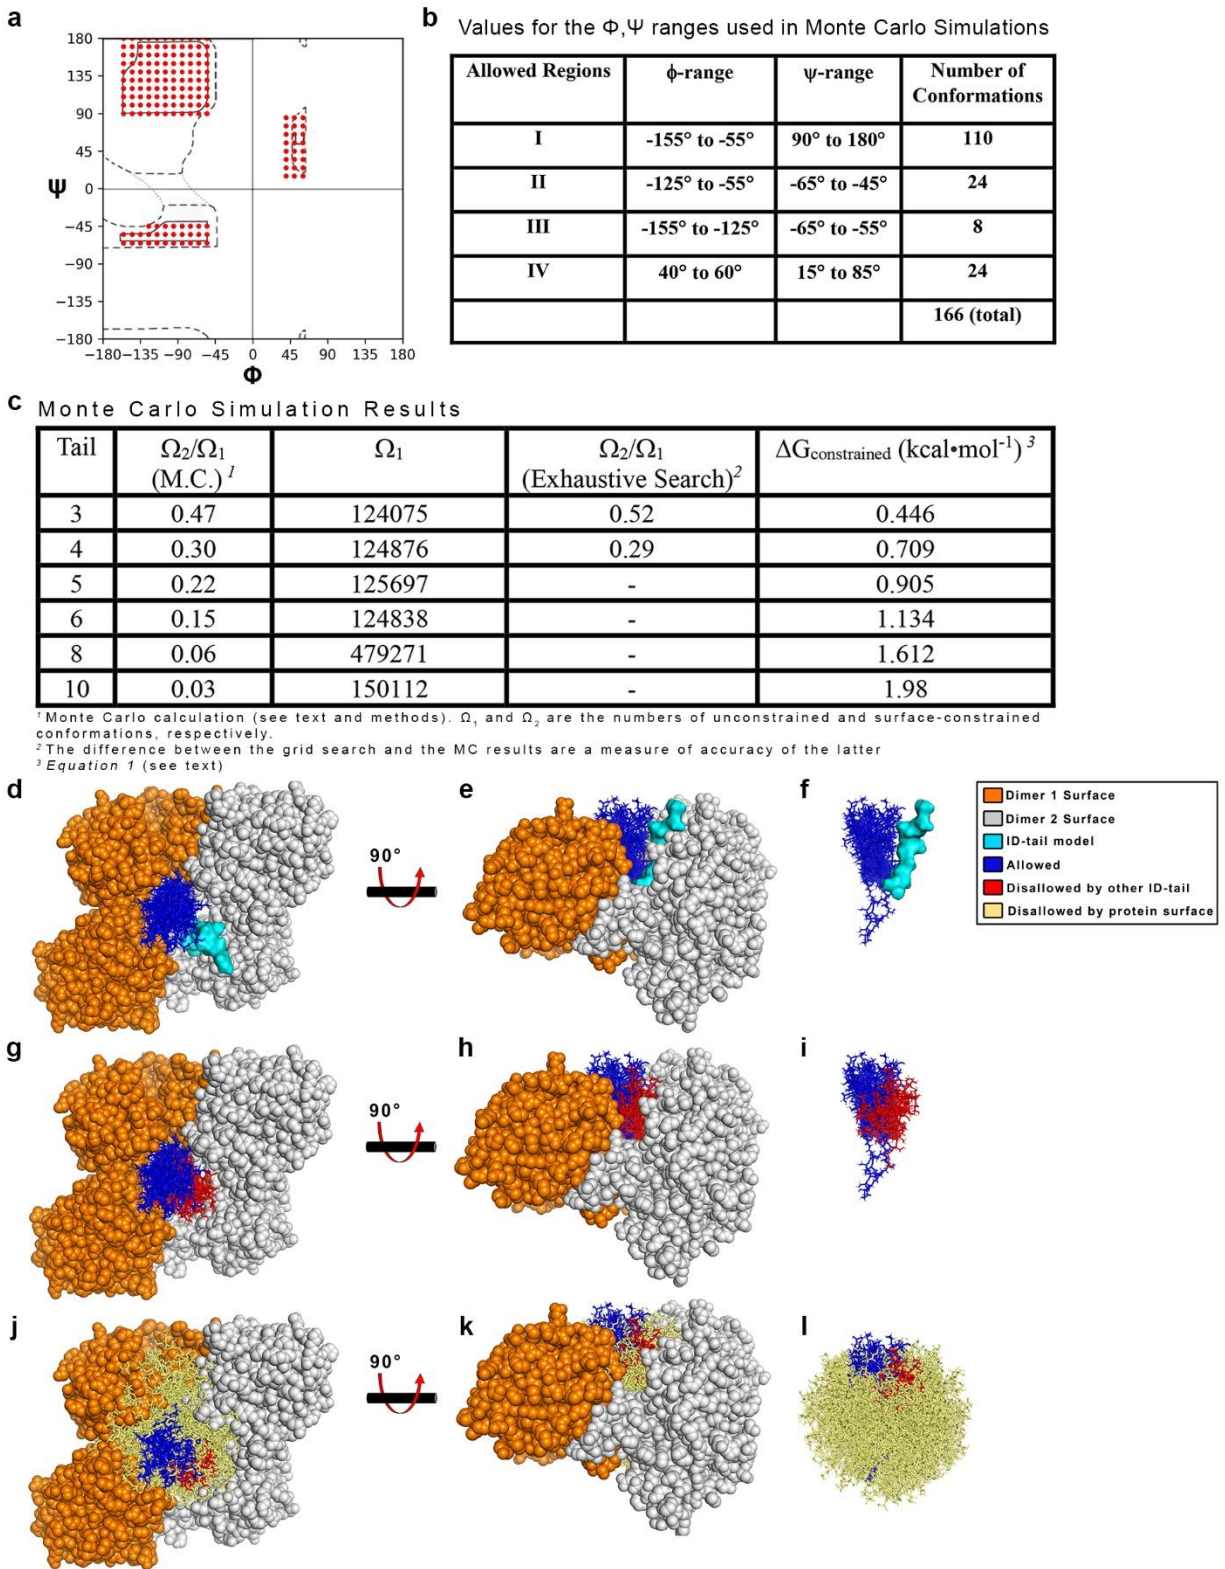 a
180
135
90
45
0
−45
−90
−135
−180
Ψ
−180 −135 −90 −45 0 45 90 135 180
Φ
b Values for the Φ,Ψ ranges used in Monte Carlo Simulations
Allowed Regions ϕ-range ψ-range Number of Conformations
I -155° to -55° 90° to 180° 110
II -125° to -55° -65° to -45° 24
III -155° to -125° -65° to -55° 8
IV 40° to 60° 15° to 85° 24
166 (total)
c Monte Carlo Simulation Results
Tail Ω₂/Ω₁ (M.C.) ¹ Ω₁ Ω₂/Ω₁ (Exhaustive Search)² ΔGconstrained (kcal•mol⁻¹) ³
3 0.47 124075 0.52 0.446
4 0.30 124876 0.29 0.709
5 0.22 125697 - 0.905
6 0.15 124838 - 1.134
8 0.06 479271 - 1.612
10 0.03 150112 - 1.98
¹ Monte Carlo calculation (see text and methods). Ω₁ and Ω₂ are the numbers of unconstrained and surface-constrained
conformations, respectively.
² The difference between the grid search and the MC results are a measure of accuracy of the latter
³ Equation 1 (see text)
d
90°
e
f
Dimer 1 Surface
Dimer 2 Surface
ID-tail model
Allowed
Disallowed by other ID-tail
Disallowed by protein surface
g
90°
h
i
j
90°
k
l